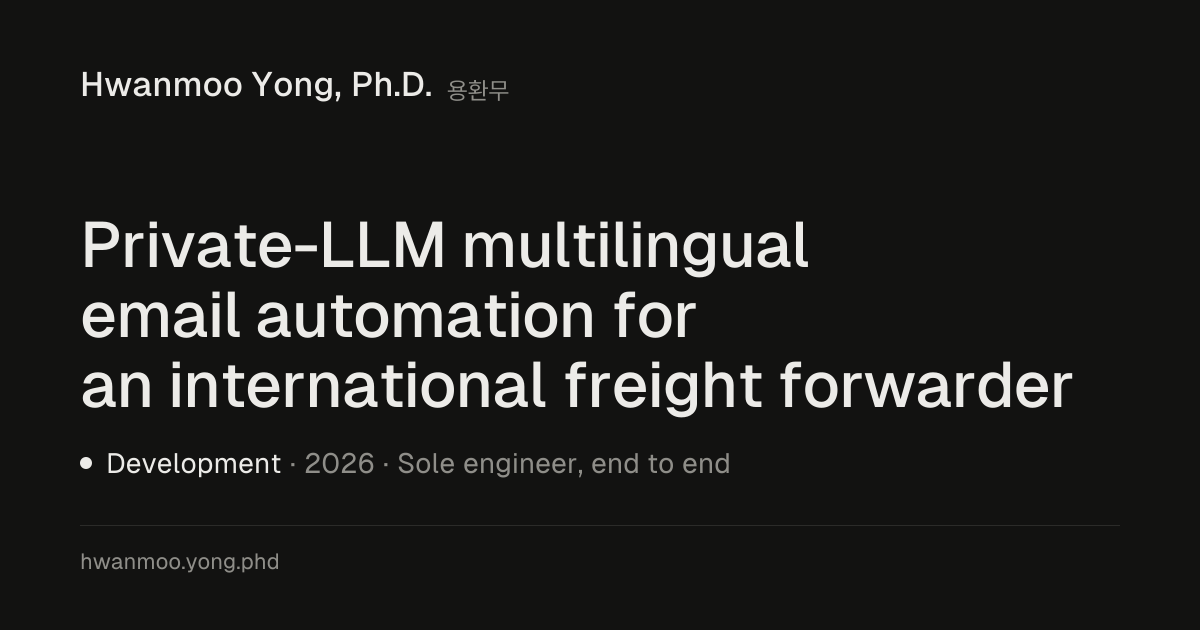 Hwanmoo Yong, Ph.D. 용환무
Private-LLM multilingual
email automation for
an international freight forwarder
Development · 2026 · Sole engineer, end to end
hwanmoo.yong.phd